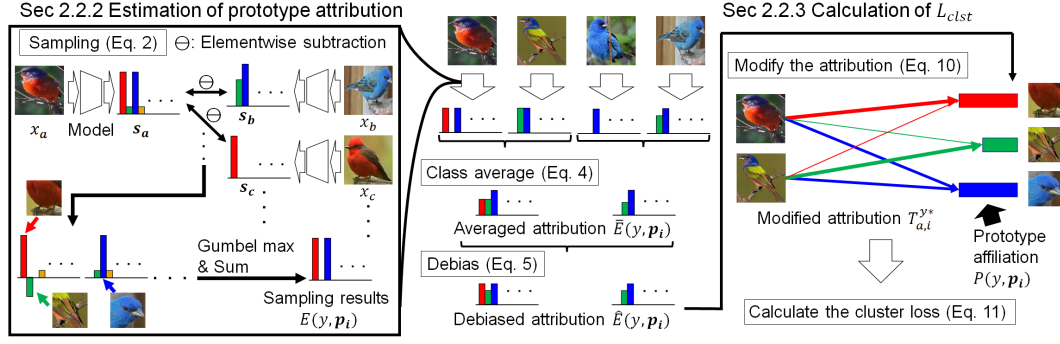 Sec 2.2.2 Estimation of prototype attribution
Sampling (Eq. 2)
⊖: Elementwise subtraction
x_a
Model
s_a
. . . .
⊖
⊖
s_b
. . . .
x_b
s_c
. . . .
x_c
. . . .
. . . .
. . . .
. . .
. . .
Gumbel max
& Sum
. . .
Sampling results
E(y, p_i)
. . .
. . .
. . .
. . .
Class average (Eq. 4)
. . . .
. . . .
Averaged attribution Ē(y, p_i)
Debias (Eq. 5)
. . . .
. . . .
Debiased attribution Ê(y, p_i)
Sec 2.2.3 Calculation of L_clst
Modify the attribution (Eq. 10)
Modified attribution T_{a,i}^{y*}
Prototype
affiliation
P(y, p_i)
Calculate the cluster loss (Eq. 11)